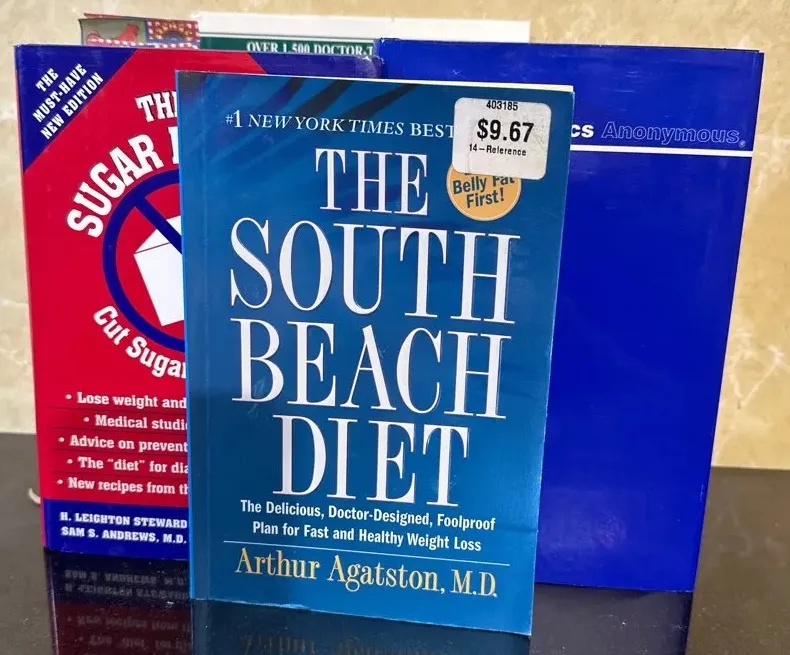 OVER 1,500 DOCTOR-T
THE
MUST-HAVE
NEW EDITION
TH
SUGAR
Cut Sugar
• Lose weight and
• Medical studi
• Advice on prevent
• The "diet" for dia
• New recipes from th
H. LEIGHTON STEWARD
SAM S. ANDREWS, M.D.
#1 NEW YORK TIMES BEST
403185
$9.67
14-Reference
Belly Fat
First!
THE
SOUTH
BEACH
DIET
The Delicious, Doctor-Designed, Foolproof
Plan for Fast and Healthy Weight Loss
Arthur Agatston, M.D.
cs Anonymous®